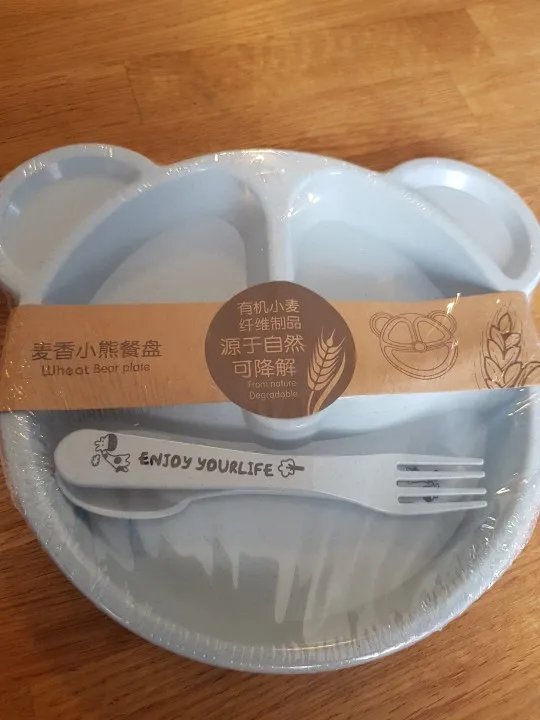 有机小麦
纤维制品
源于自然
可降解
From nature
Degradable
麦香小熊餐盘
Wheat Bear plate
ENJOY YOURLIFE